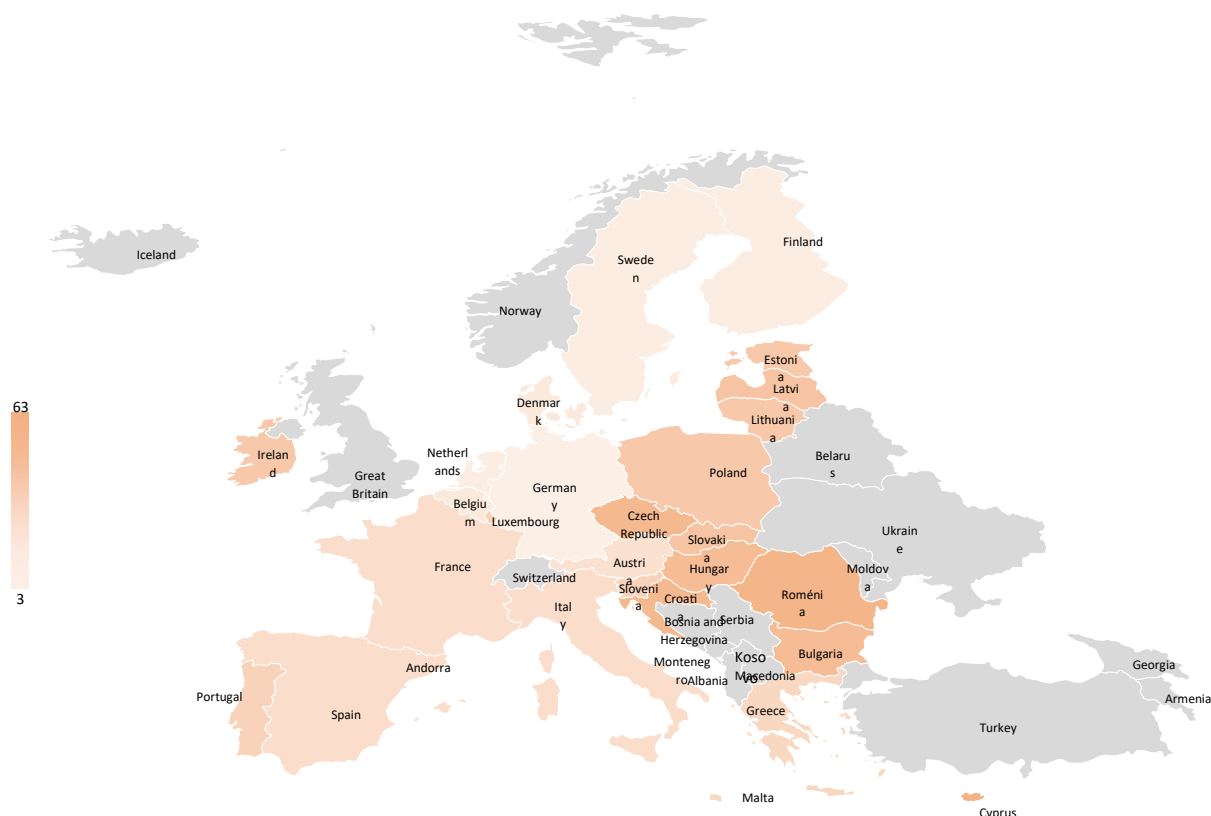 Iceland
Finland
Swede
n
Norway
Estoni
a
Latvi
a
Denmar
k
63
Lithuani
a
Irelan
d
Netherl
ands
Belaru
s
Great
Britain
Poland
German
y
Belgiu
m
Luxembourg
Czech
Republic
Ukrain
e
Slovaki
a
France
Austri
a
Hungar
y
Moldov
a
Switzerland
3
Sloveni
a
Croati
a
Roméni
a
Ital
y
Bosnia and
Herzegovina
Serbia
Bulgaria
Koso
vo
Monteneg
ro
Albania
Macedonia
Andorra
Georgia
Portugal
Armenia
Spain
Greece
Turkey
Malta
Cyprus